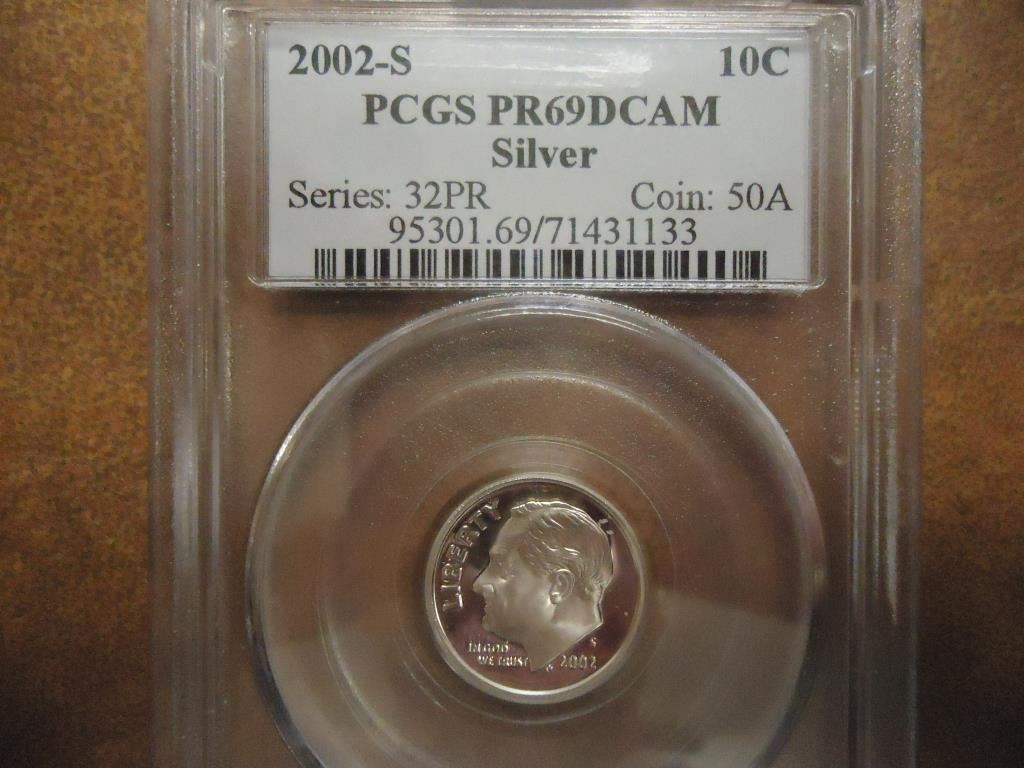 2002-S 10C
PCGS PR69DCAM
Silver
Series: 32PR Coin: 50A
95301.69/71431133
LIBERTY
IN GOD
WE TRUST
S
2002